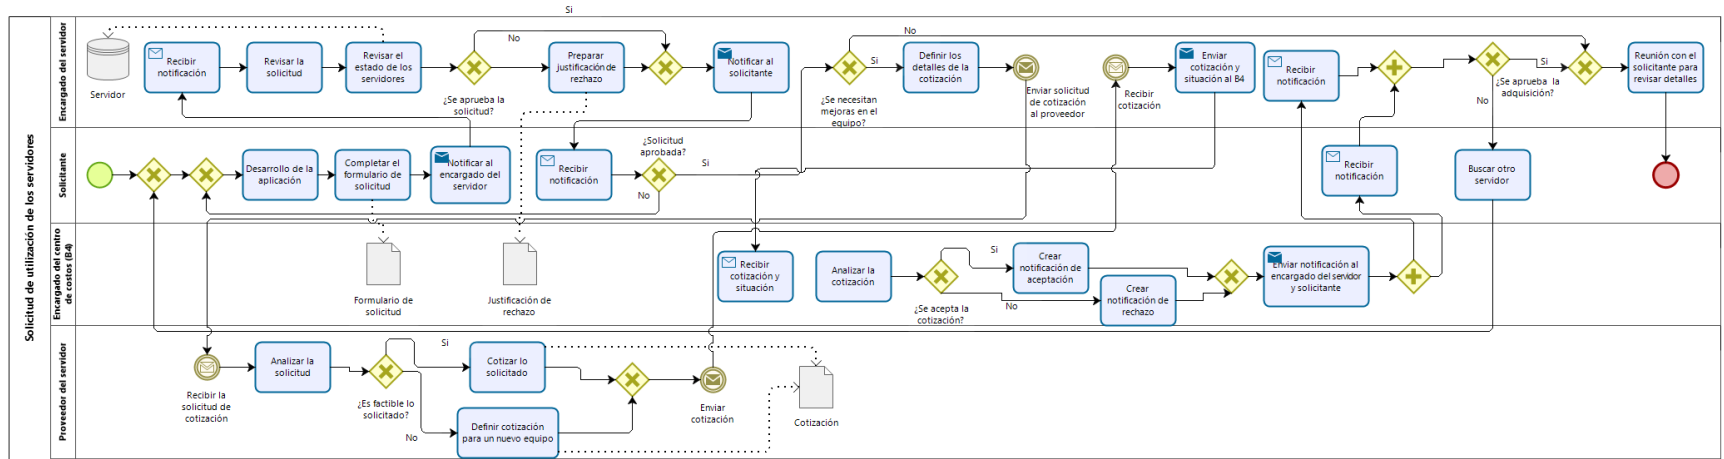 Solicitud de utilización de los servidores
Encargado del servidor
Si
Servidor
Recibir
notificación
Revisar la
solicitud
Revisar el
estado de los
servidores
No
¿Se aprueba la
solicitud?
Preparar
justificación de
rezhazo
Notificar al
solicitante
No
Si
¿Se necesitan
mejoras en el
equipo?
Definir los
detalles de la
cotización
Enviar solicitud
de cotización
al proveedor
Recibir
cotización
Enviar
cotización y
situación al B4
Recibir
notificación
¿Se aprueba la
adquisición?
Si
No
Reunión con el
solicitante para
revisar detalles
Solicitante
Desarrollo de la
aplicación
Completar el
formulario de
solicitud
Notificar al
encargado del
servidor
Recibir
notificación
¿Solicitud
aprobada?
Si
No
Recibir
notificación
Buscar otro
servidor
Encargado del centro
de costos (B4)
Formulario de
solicitud
Justificación de
rechazo
Recibir
cotización y
situación
Analizar la
cotización
¿Se acepta la
cotización?
Si
No
Crear
notificación de
aceptación
Crear
notificación de
rechazo
Enviar notificación al
encargado del servidor
y solicitante
Proveedor del servidor
Recibir la
solicitud de
cotización
Analizar la
solicitud
¿Es factible lo
solicitado?
Si
No
Cotizar lo
solicitado
Definir cotización
para un nuevo equipo
Enviar
cotización
Cotización